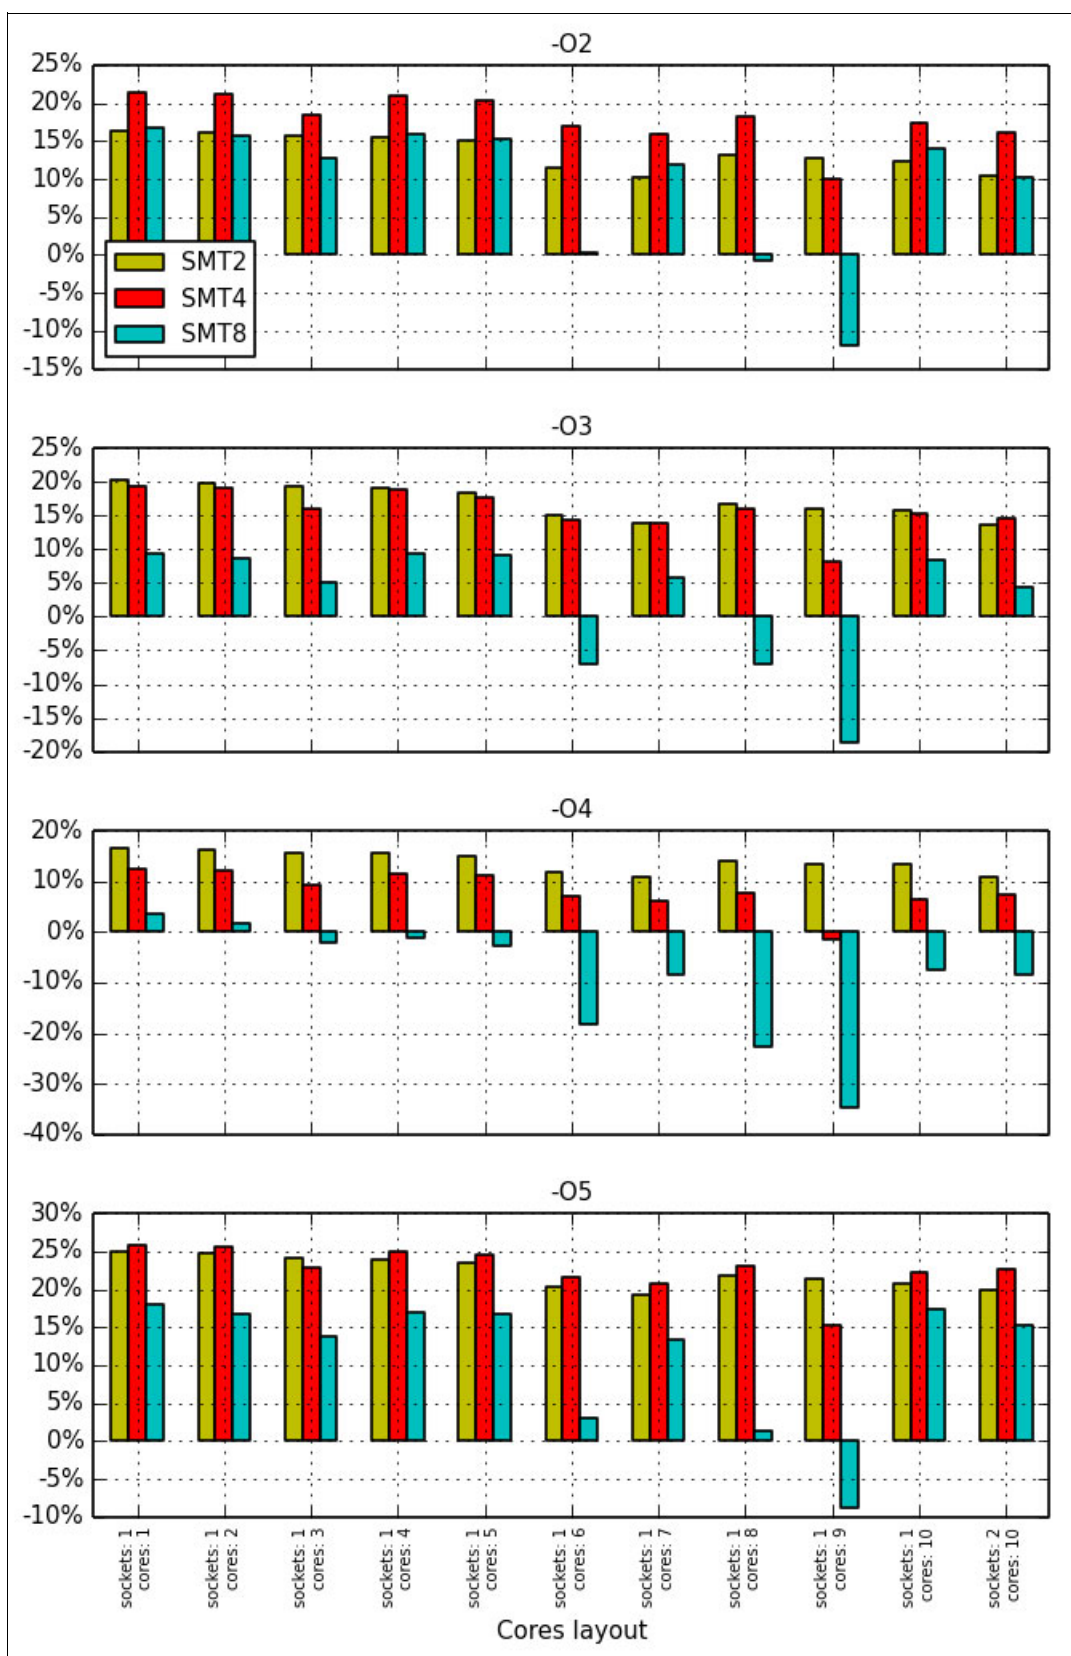 -O2
25%
20%
15%
10%
5%
0%
-5%
-10%
-15%
SMT2
SMT4
SMT8
-O3
25%
20%
15%
10%
5%
0%
-5%
-10%
-15%
-20%
-O4
20%
10%
0%
-10%
-20%
-30%
-40%
-O5
30%
25%
20%
15%
10%
5%
0%
-5%
-10%
sockets: 1
cores: 1
sockets: 1
cores: 2
sockets: 1
cores: 3
sockets: 1
cores: 4
sockets: 1
cores: 5
sockets: 1
cores: 6
sockets: 1
cores: 7
sockets: 1
cores: 8
sockets: 1
cores: 9
sockets: 1
cores: 10
sockets: 2
cores: 10
Cores layout